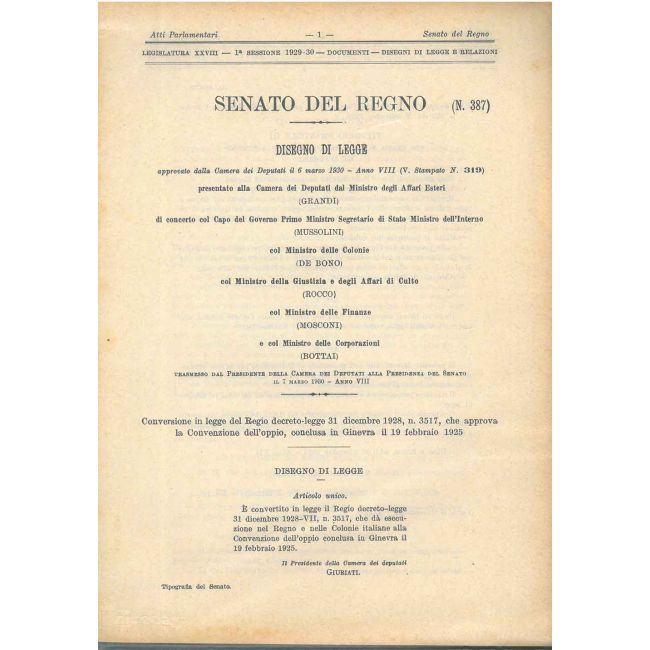 Atti Parlamentari — 1 — Senato del Regno
LEGISLATURA XXVIII — 1ª SESSIONE 1929-30 — DOCUMENTI — DISEGNI DI LEGGE E RELAZIONI
SENATO DEL REGNO (N. 387)
DISEGNO DI LEGGE
approvato dalla Camera dei Deputati il 6 marzo 1930 - Anno VIII (V. Stampato N. 319)
presentato alla Camera dei Deputati dal Ministro degli Affari Esteri
(GRANDI)
di concerto col Capo del Governo Primo Ministro Segretario di Stato Ministro dell'Interno
(MUSSOLINI)
col Ministro delle Colonie
(DE BONO)
col Ministro della Giustizia e degli Affari di Culto
(ROCCO)
col Ministro delle Finanze
(MOSCONI)
e col Ministro delle Corporazioni
(BOTTAI)
TRASMESSO DAL PRESIDENTE DELLA CAMERA DEI DEPUTATI ALLA PRESIDENZA DEL SENATO
IL 7 MARZO 1930 - ANNO VIII
Conversione in legge del Regio decreto-legge 31 dicembre 1928, n. 3517, che approva
la Convenzione dell'oppio, conclusa in Ginevra il 19 febbraio 1925
DISEGNO DI LEGGE
Articolo unico.
È convertito in legge il Regio decreto-legge
31 dicembre 1928-VII, n. 3517, che dà esecu-
zione nel Regno e nelle Colonie italiane alla
Convenzione dell'oppio conclusa in Ginevra il
19 febbraio 1925.
Il Presidente della Camera dei deputati
GIURIATI.
Tipografia del Senato.